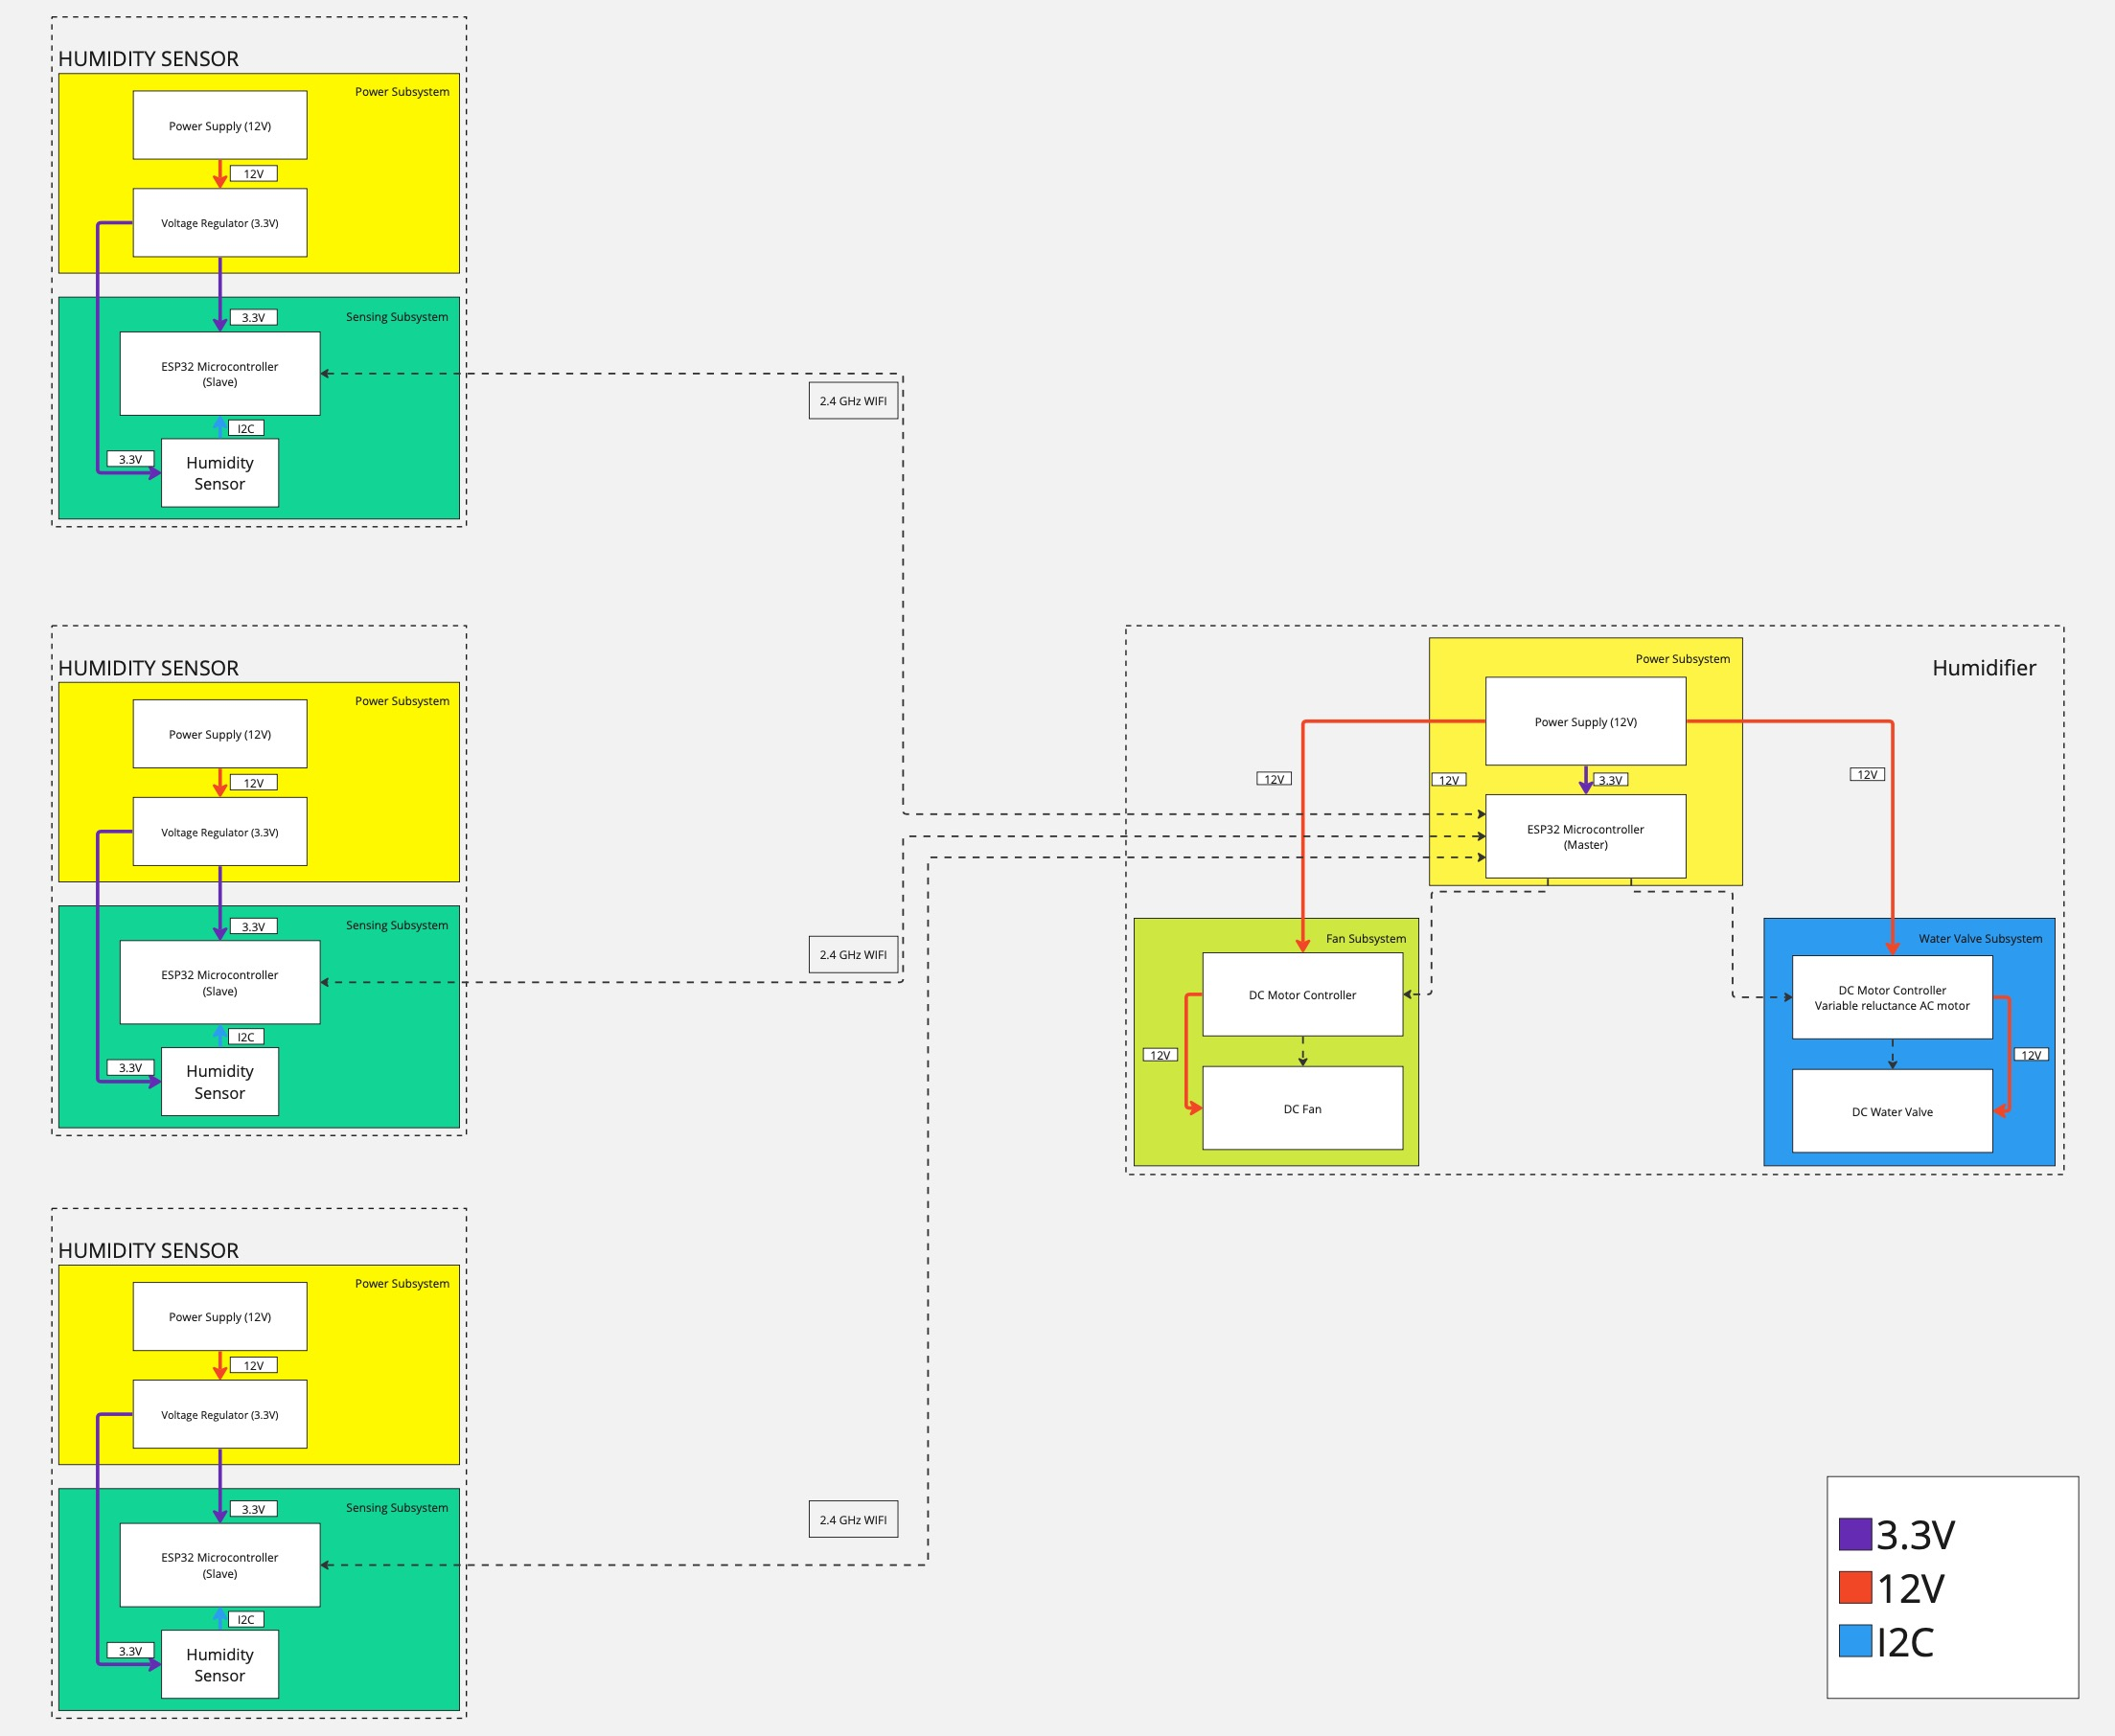 HUMIDITY SENSOR
Power Subsystem
Power Supply (12V)
12V
Voltage Regulator (3.3V)
3.3V
Sensing Subsystem
ESP32 Microcontroller
(Slave)
I2C
3.3V
Humidity
Sensor
2.4 GHz WIFI
HUMIDITY SENSOR
Power Subsystem
Power Supply (12V)
12V
Voltage Regulator (3.3V)
3.3V
Sensing Subsystem
ESP32 Microcontroller
(Slave)
I2C
3.3V
Humidity
Sensor
2.4 GHz WIFI
HUMIDITY SENSOR
Power Subsystem
Power Supply (12V)
12V
Voltage Regulator (3.3V)
3.3V
Sensing Subsystem
ESP32 Microcontroller
(Slave)
I2C
3.3V
Humidity
Sensor
2.4 GHz WIFI
Humidifier
Power Subsystem
Power Supply (12V)
12V
12V
3.3V
12V
ESP32 Microcontroller
(Master)
Fan Subsystem
DC Motor Controller
12V
DC Fan
Water Valve Subsystem
DC Motor Controller
Variable reluctance AC motor
12V
DC Water Valve
3.3V
12V
I2C